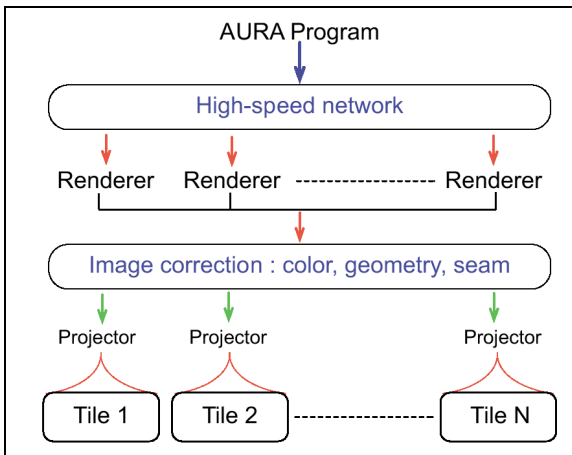 AURA Program
High-speed network
Renderer Renderer Renderer
Image correction : color, geometry, seam
Projector Projector Projector
Tile 1 Tile 2 Tile N